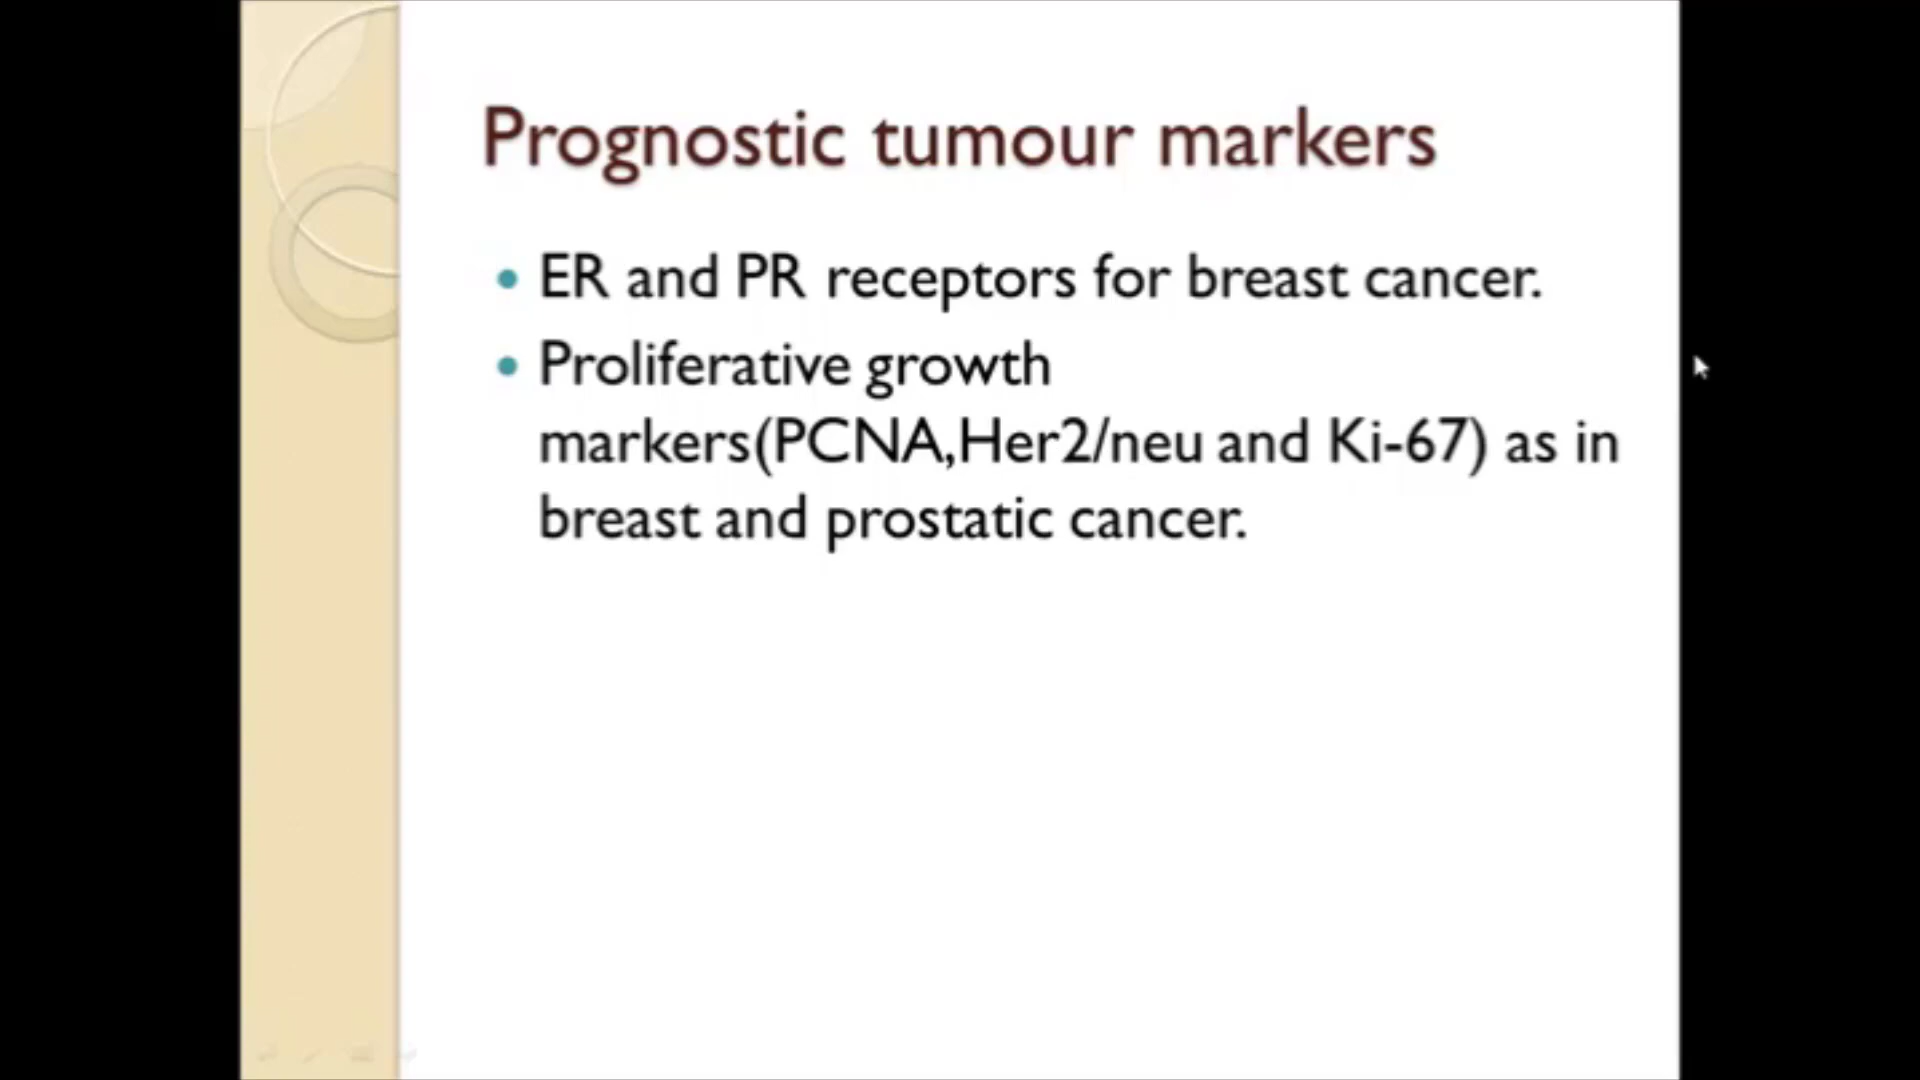 Prognostic tumour markers
• ER and PR receptors for breast cancer.
• Proliferative growth
markers(PCNA,Her2/neu and Ki-67) as in
breast and prostatic cancer.